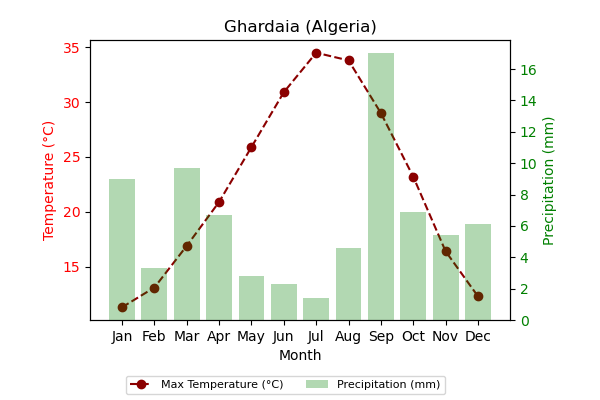 Ghardaia (Algeria)
35
30
25
20
15
Temperature (°C)
16
14
12
10
8
6
4
2
0
Precipitation (mm)
Jan Feb Mar Apr May Jun Jul Aug Sep Oct Nov Dec
Month
Max Temperature (°C) Precipitation (mm)